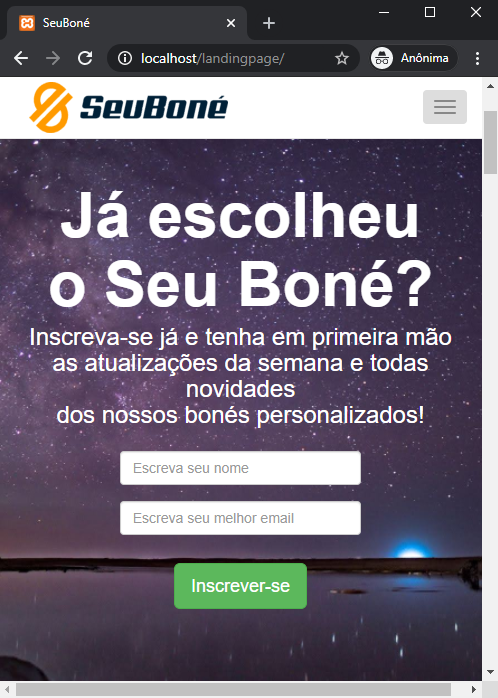 SeuBoné
localhost/landingpage/
Anônima
SeuBoné
Já escolheu
o Seu Boné?
Inscreva-se já e tenha em primeira mão
as atualizações da semana e todas
novidades
dos nossos bonés personalizados!
Escreva seu nome
Escreva seu melhor email
Inscrever-se